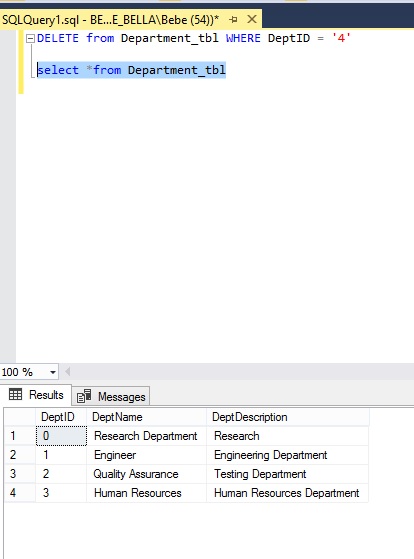 SQLQuery1.sql - BE...E_BELLA\Bebe (54))*
DELETE from Department_tbl WHERE DeptID = '4'
select *from Department_tbl
100 %
Results Messages
DeptID DeptName DeptDescription
1 0 Research Department Research
2 1 Engineer Engineering Department
3 2 Quality Assurance Testing Department
4 3 Human Resources Human Resources Department